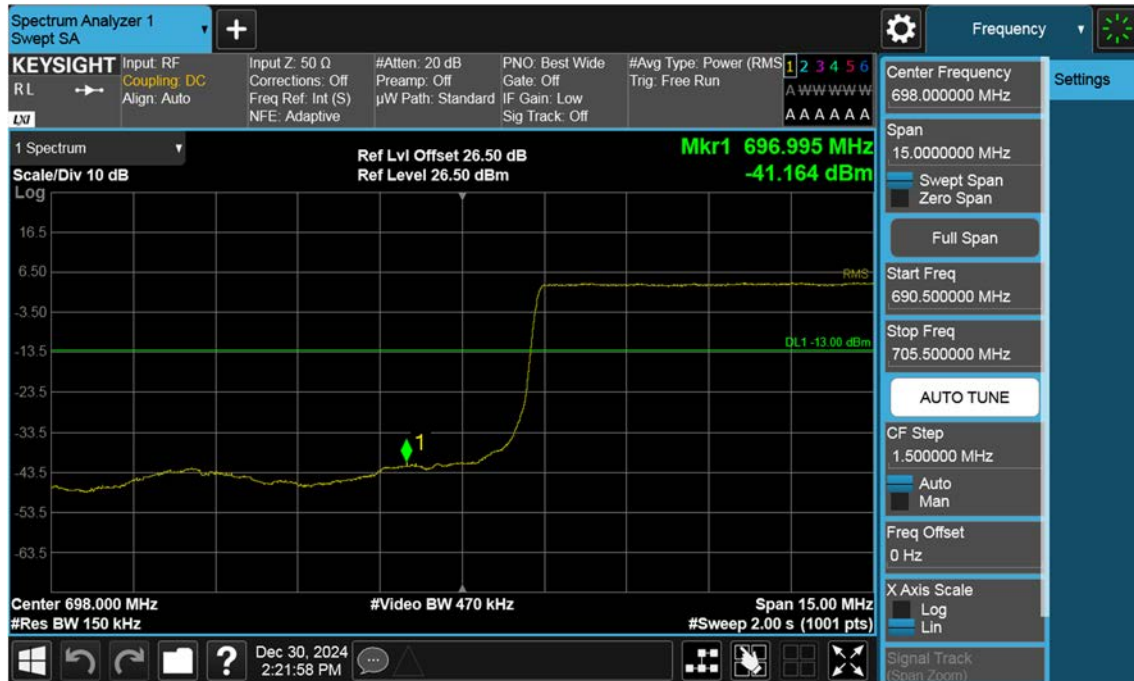 Spectrum Analyzer 1
Swept SA
Frequency
KEYSIGHT
RL
LXI
Input: RF
Coupling: DC
Align: Auto
Input Z: 50 Ω
Corrections: Off
Freq Ref: Int (S)
NFE: Adaptive
#Atten: 20 dB
Preamp: Off
µW Path: Standard
PNO: Best Wide
Gate: Off
IF Gain: Low
Sig Track: Off
#Avg Type: Power (RMS
Trig: Free Run
1 2 3 4 5 6
A W W W W W
A A A A A A
1 Spectrum
Scale/Div 10 dB
Log
Ref Lvl Offset 26.50 dB
Ref Level 26.50 dBm
Mkr1 696.995 MHz
-41.164 dBm
16.5
6.50
-3.50
-13.5
-23.5
-33.5
-43.5
-53.5
-63.5
RMS
DL1 -13.00 dBm
1
Center 698.000 MHz
#Res BW 150 kHz
#Video BW 470 kHz
Span 15.00 MHz
#Sweep 2.00 s (1001 pts)
Dec 30, 2024
2:21:58 PM
Center Frequency
698.000000 MHz
Span
15.0000000 MHz
Swept Span
Zero Span
Full Span
Start Freq
690.500000 MHz
Stop Freq
705.500000 MHz
AUTO TUNE
CF Step
1.500000 MHz
Auto
Man
Freq Offset
0 Hz
X Axis Scale
Log
Lin
Signal Track
(Span Zoom)
Settings